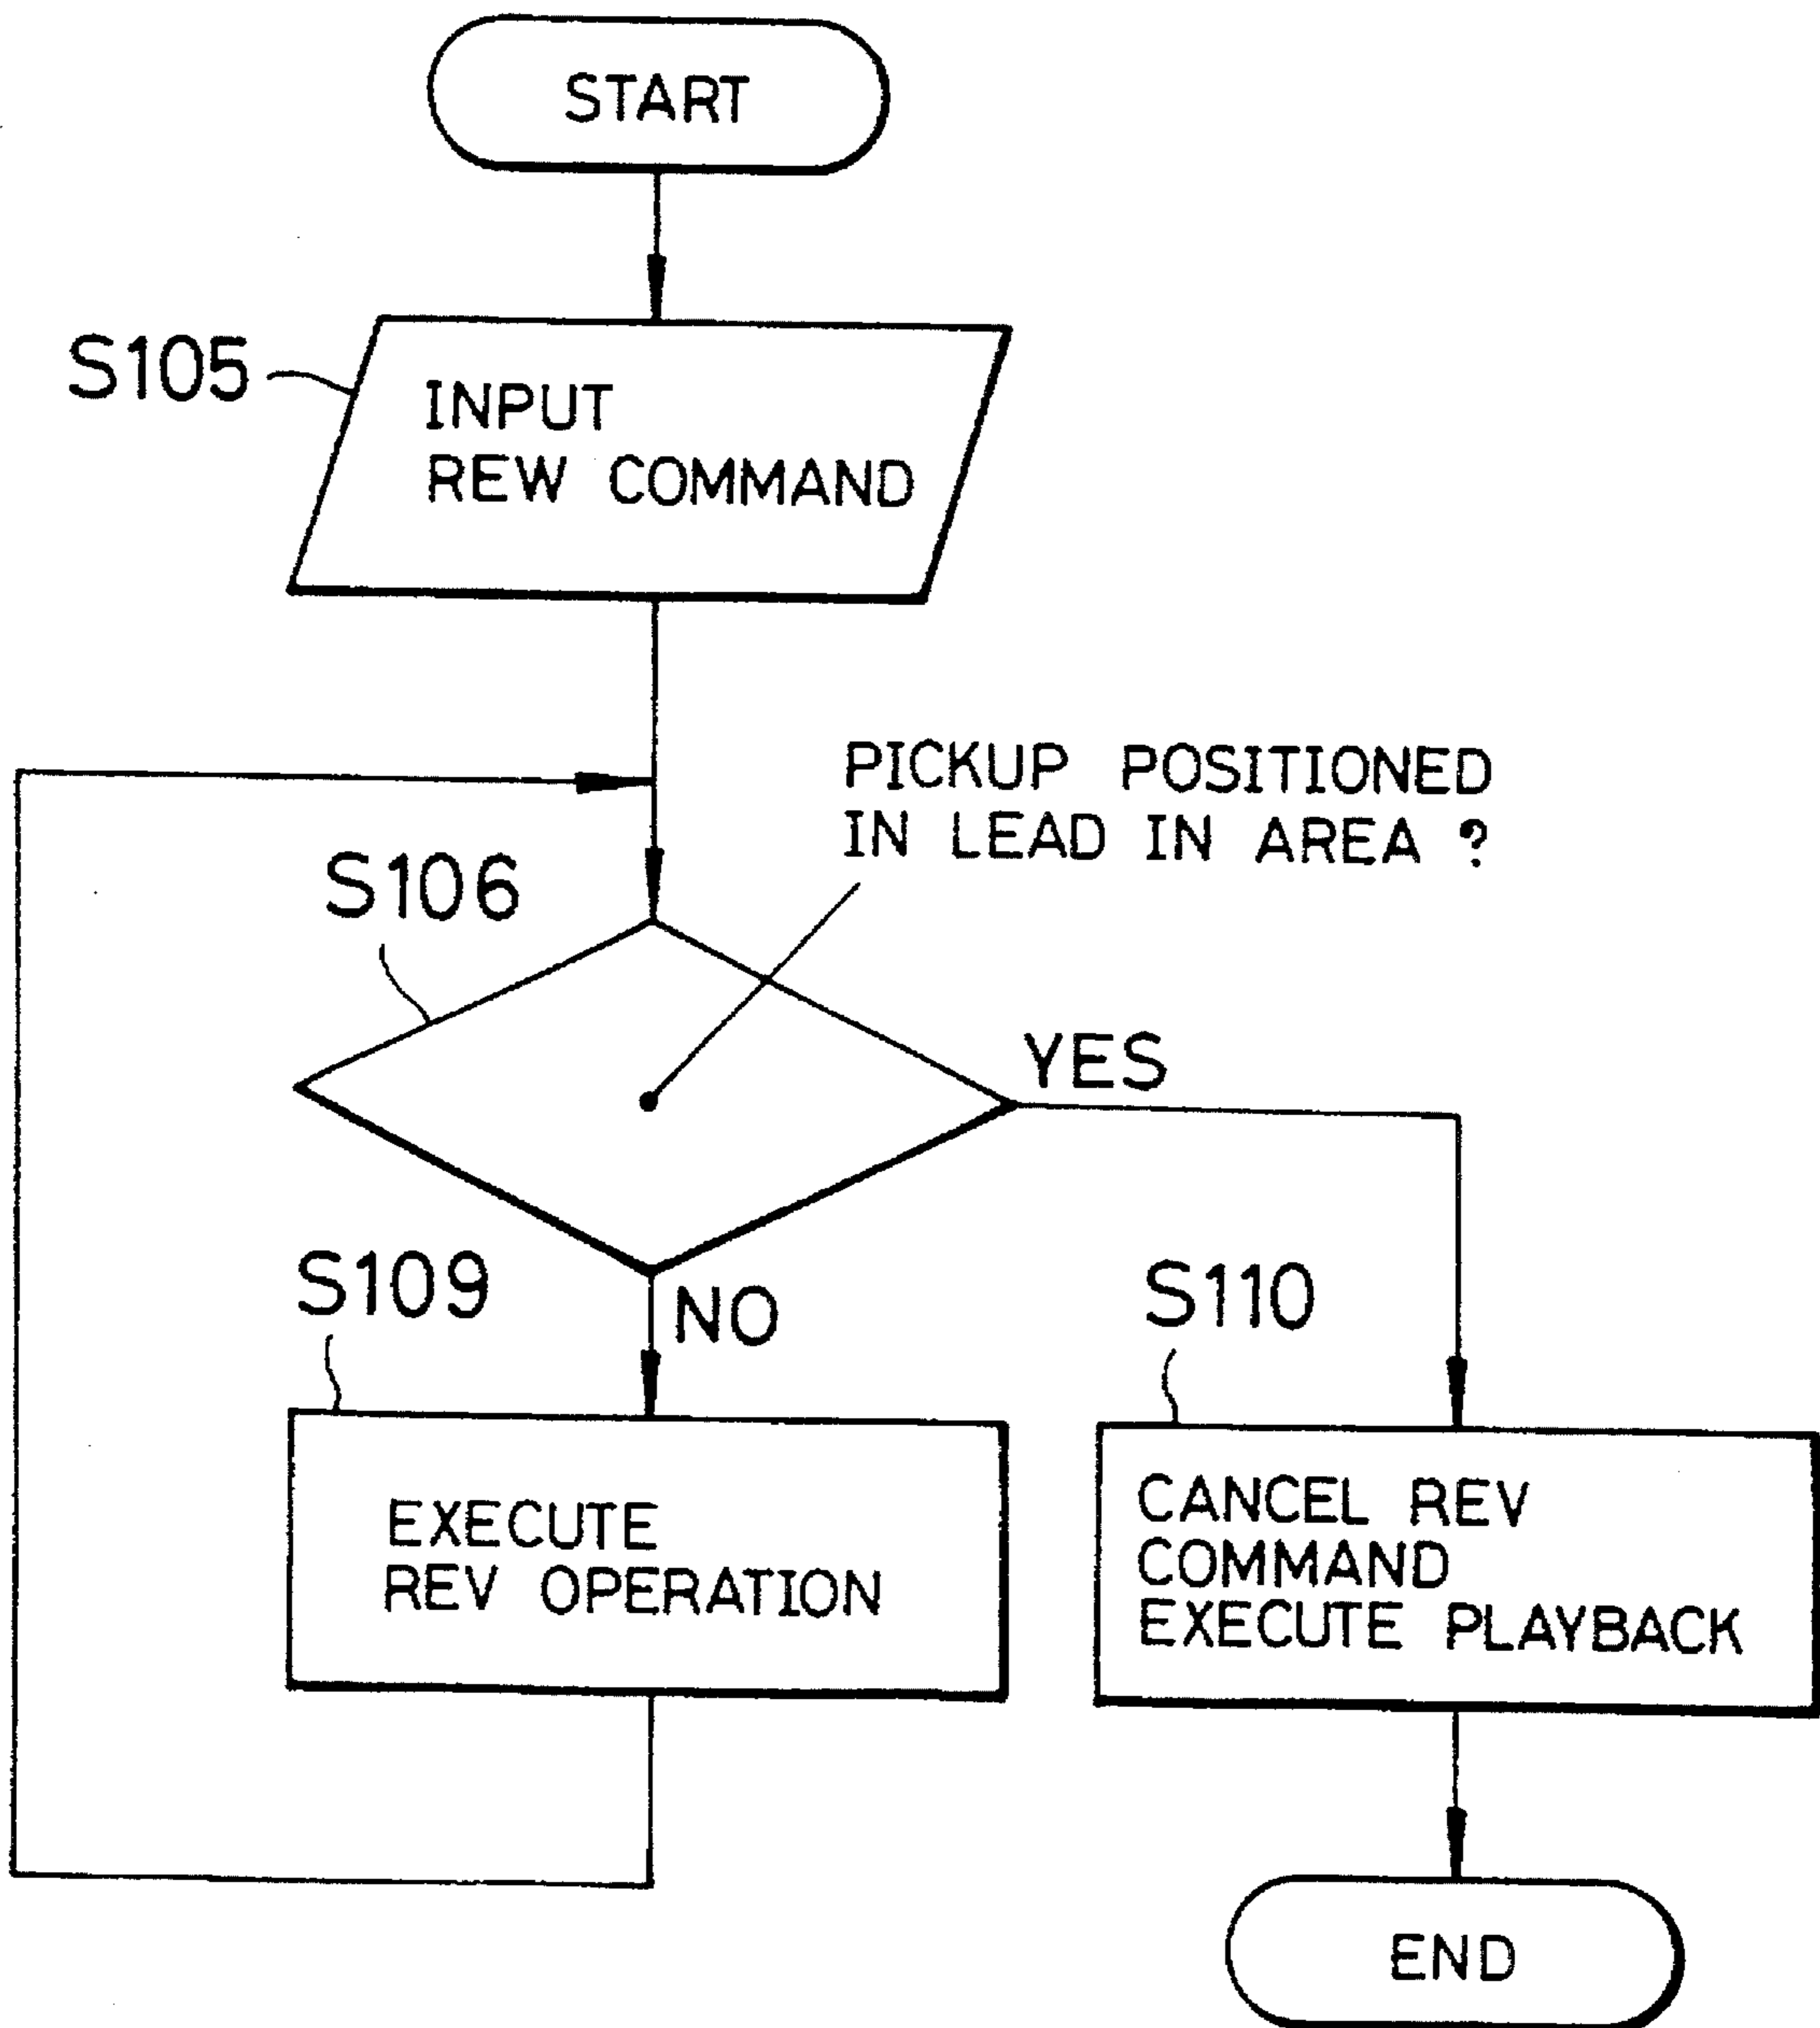 START
S105
INPUT
REW COMMAND
PICKUP POSITIONED
IN LEAD IN AREA ?
S106
YES
S109
NO
S110
EXECUTE
REV OPERATION
CANCEL REV
COMMAND
EXECUTE PLAYBACK
END